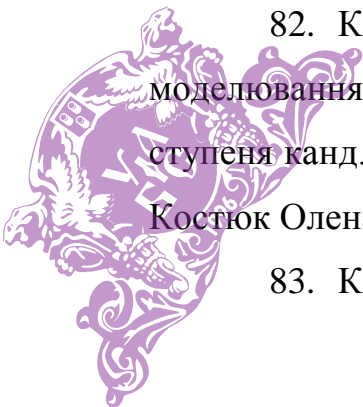 82. К
моделювання
ступеня канд.
Костюк Олен
83. К